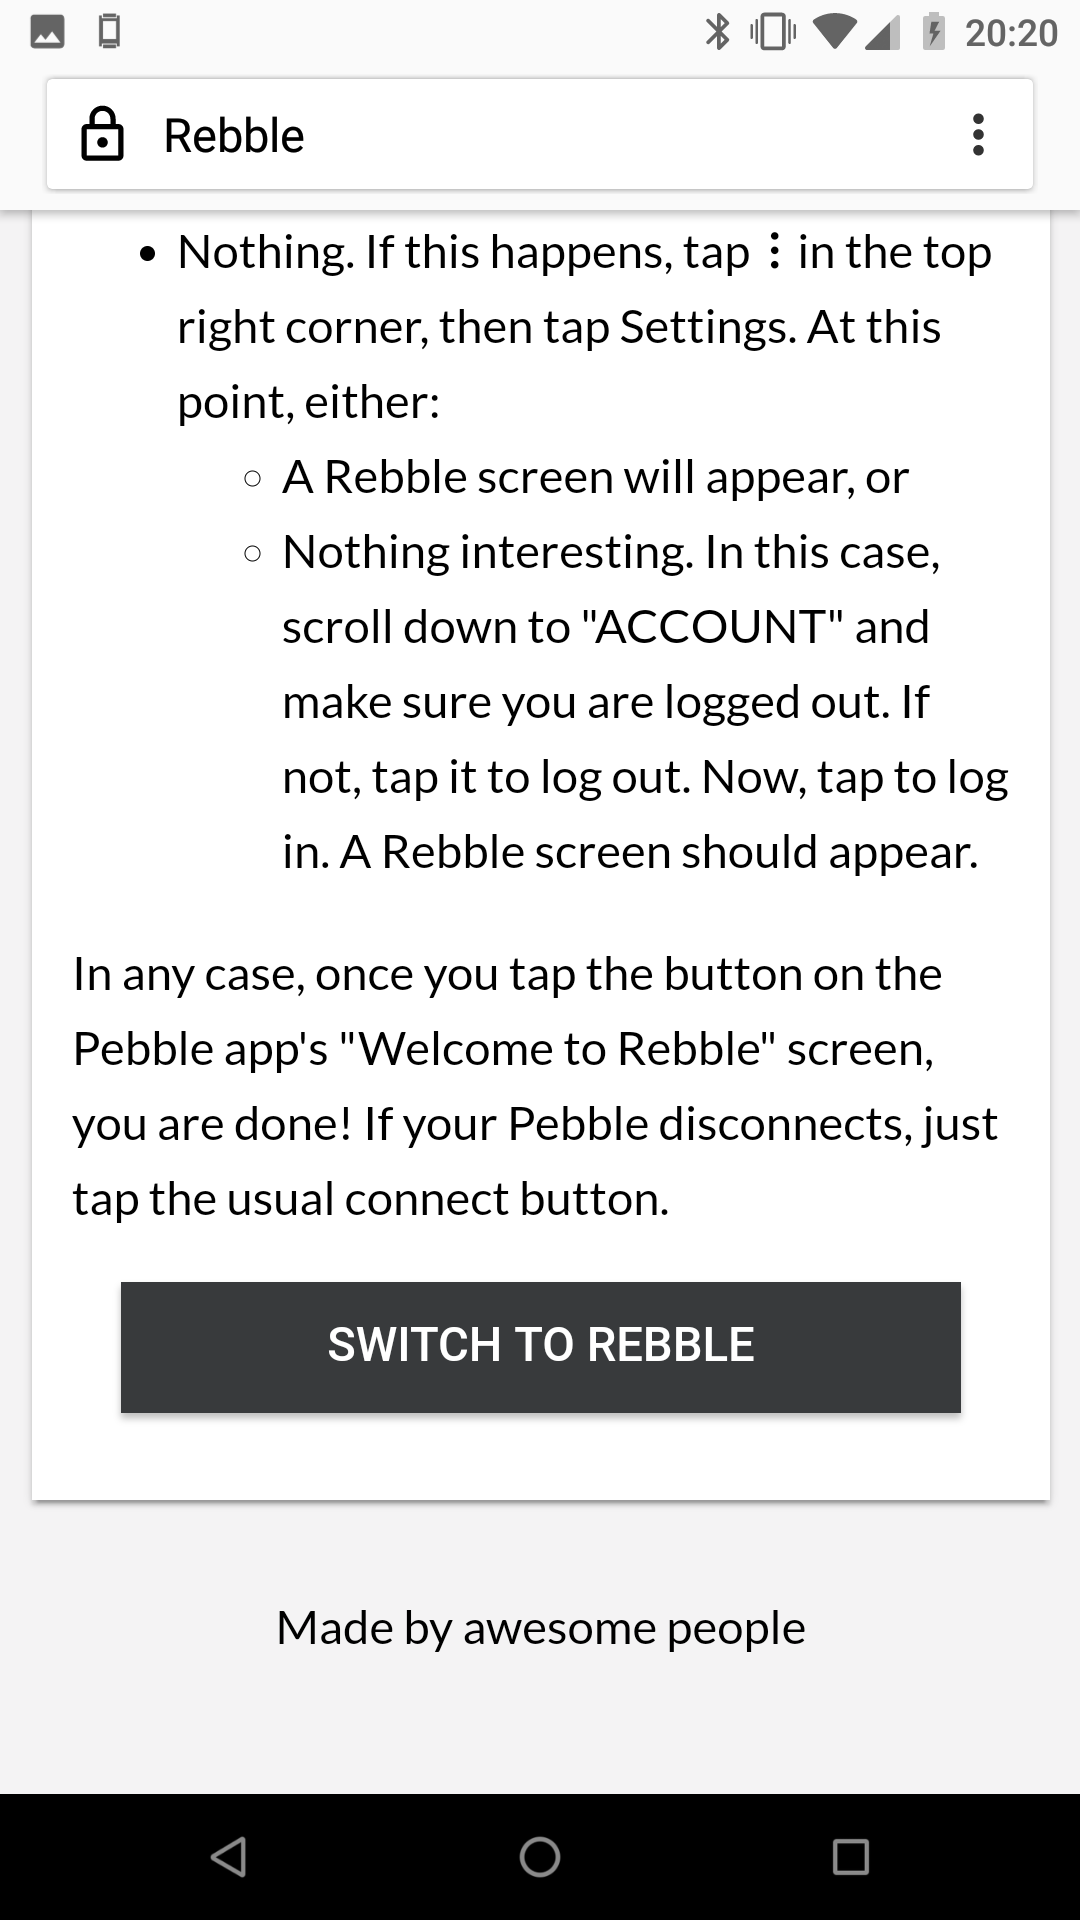 20:20
Rebble
• Nothing. If this happens, tap ⋮ in the top
right corner, then tap Settings. At this
point, either:
◦ A Rebble screen will appear, or
◦ Nothing interesting. In this case,
scroll down to "ACCOUNT" and
make sure you are logged out. If
not, tap it to log out. Now, tap to log
in. A Rebble screen should appear.
In any case, once you tap the button on the
Pebble app's "Welcome to Rebble" screen,
you are done! If your Pebble disconnects, just
tap the usual connect button.
SWITCH TO REBBLE
Made by awesome people